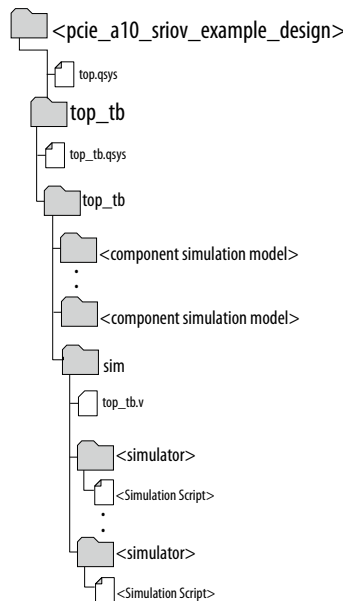 <pcie_a10_sriov_example_design>
top.qsys
top_tb
top_tb.qsys
top_tb
<component simulation model>
<component simulation model>
sim
top_tb.v
<simulator>
<Simulation Script>
<simulator>
<Simulation Script>